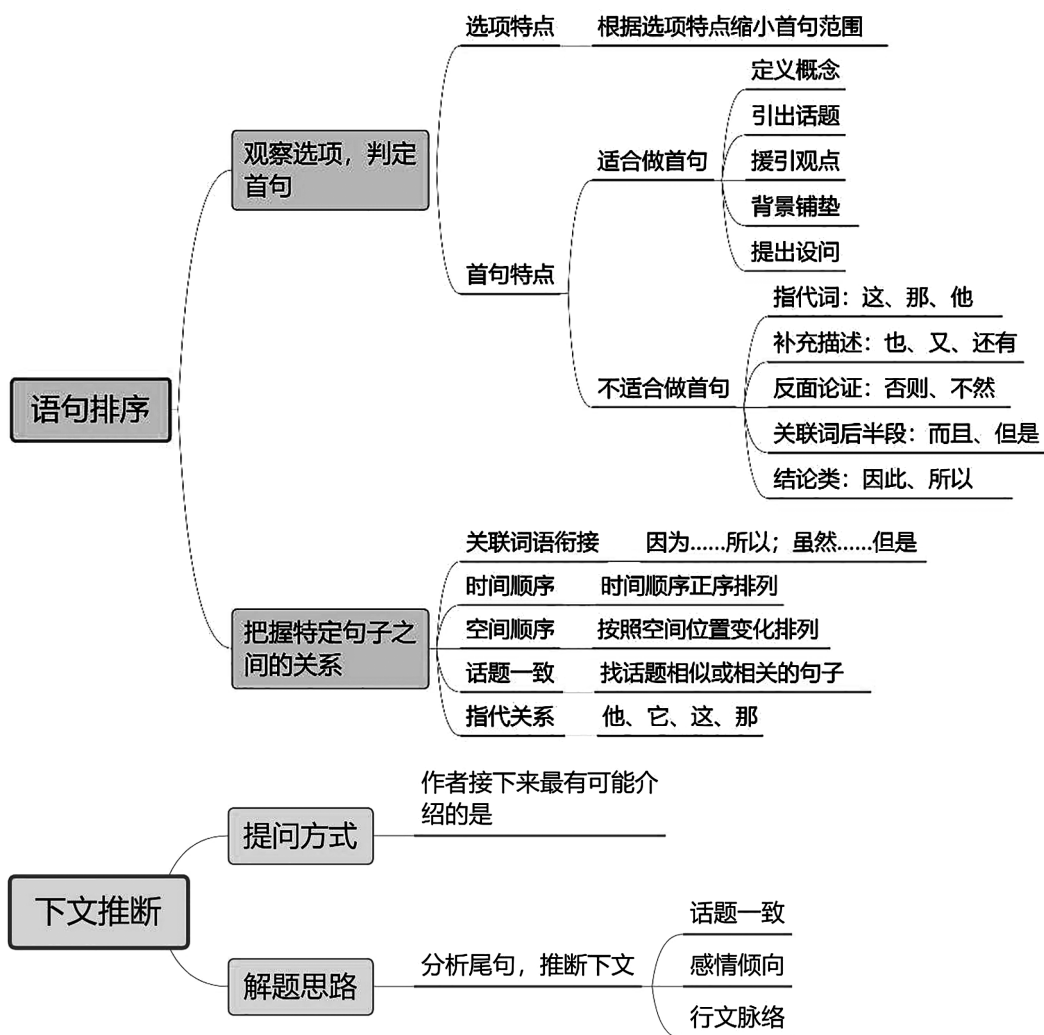 语句排序
观察选项，判定
首句
选项特点
根据选项特点缩小首句范围
首句特点
适合做首句
定义概念
引出话题
援引观点
背景铺垫
提出设问
不适合做首句
指代词：这、那、他
补充描述：也、又、还有
反面论证：否则、不然
关联词后半段：而且、但是
结论类：因此、所以
把握特定句子之
间的关系
关联词语衔接
因为……所以；虽然……但是
时间顺序
时间顺序正序排列
空间顺序
按照空间位置变化排列
话题一致
找话题相似或相关的句子
指代关系
他、它、这、那
下文推断
提问方式
作者接下来最有可能介
绍的是
解题思路
分析尾句，推断下文
话题一致
感情倾向
行文脉络